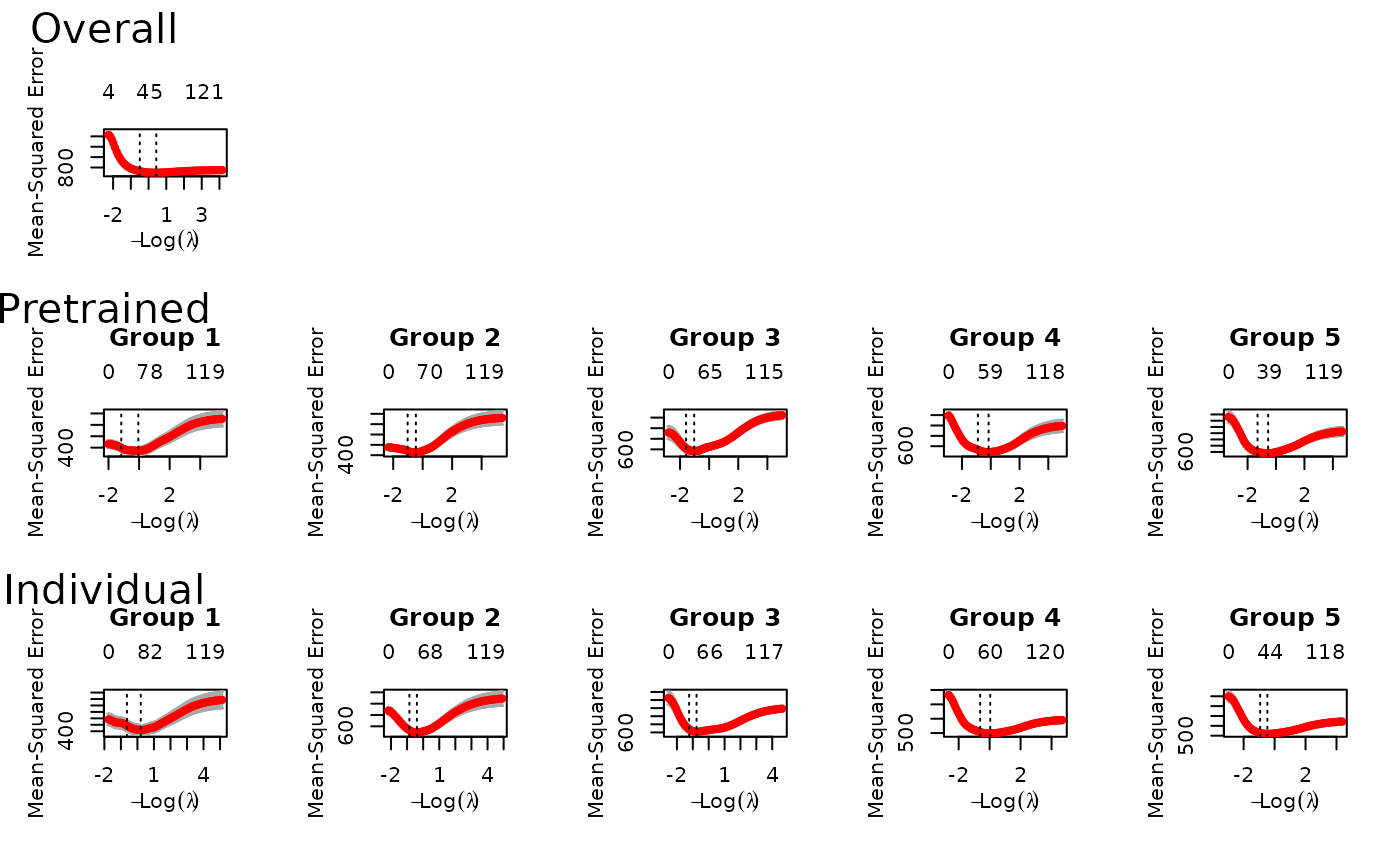 Overall
Mean-Squared Error
4 45 121
800
-2 1 3
−Log(λ)
Pretrained
Group 1
Mean-Squared Error
0 78 119
400
-2 2
−Log(λ)
Group 2
Mean-Squared Error
0 70 119
400
-2 2
−Log(λ)
Group 3
Mean-Squared Error
0 65 115
600
-2 2
−Log(λ)
Group 4
Mean-Squared Error
0 59 118
600
-2 2
−Log(λ)
Group 5
Mean-Squared Error
0 39 119
600
-2 2
−Log(λ)
Individual
Group 1
Mean-Squared Error
0 82 119
400
-2 1 4
−Log(λ)
Group 2
Mean-Squared Error
0 68 119
600
-2 1 4
−Log(λ)
Group 3
Mean-Squared Error
0 66 117
600
-2 1 4
−Log(λ)
Group 4
Mean-Squared Error
0 60 120
500
-2 2
−Log(λ)
Group 5
Mean-Squared Error
0 44 118
500
-2 2
−Log(λ)